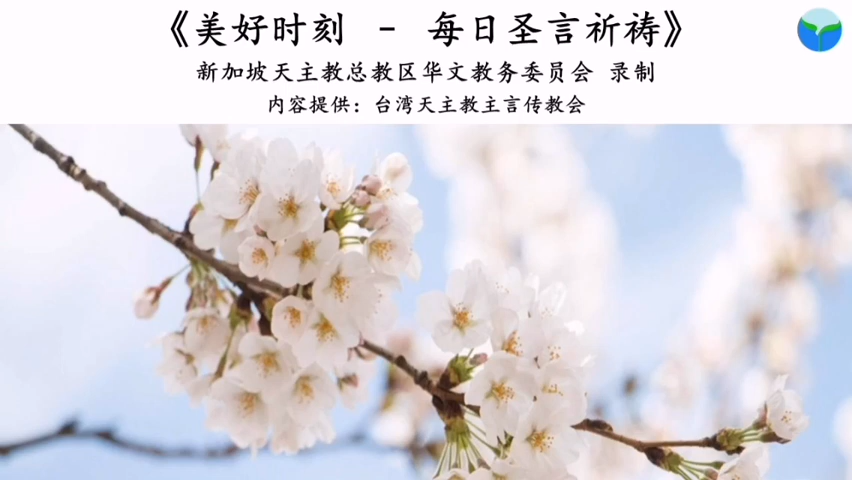 《美好时刻 - 每日圣言祈祷》
新加坡天主教总教区华文教务委员会 录制
内容提供：台湾天主教主言传教会